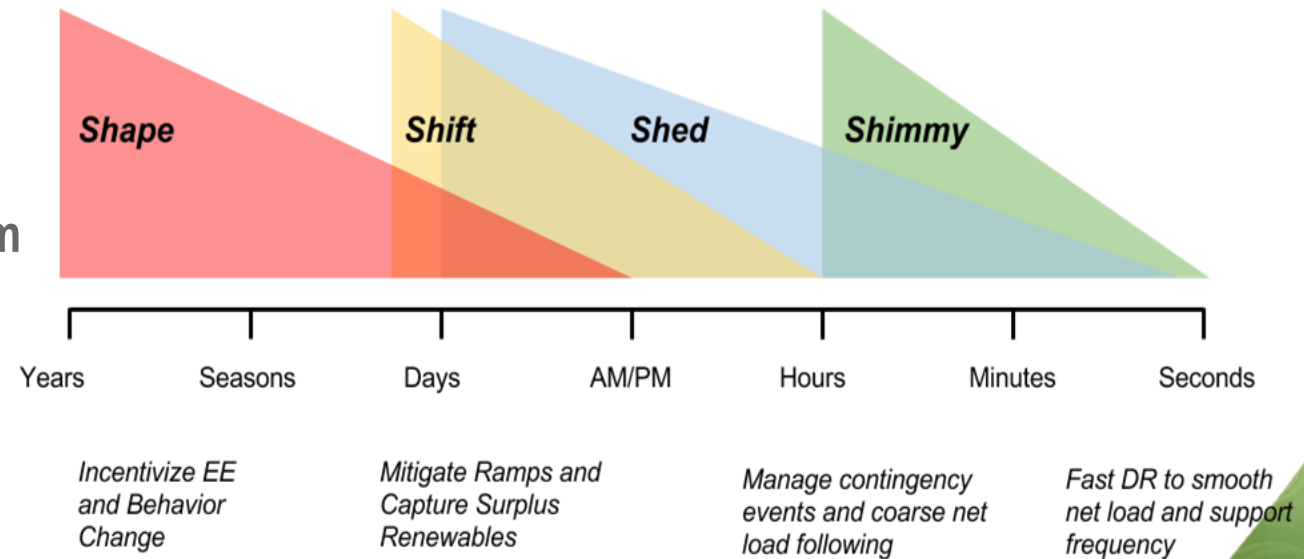 Shape
Shift
Shed
Shimmy
m
Years
Seasons
Days
AM/PM
Hours
Minutes
Seconds
Incentivize EE
and Behavior
Change
Mitigate Ramps and
Capture Surplus
Renewables
Manage contingency
events and coarse net
load following
Fast DR to smooth
net load and support
frequency